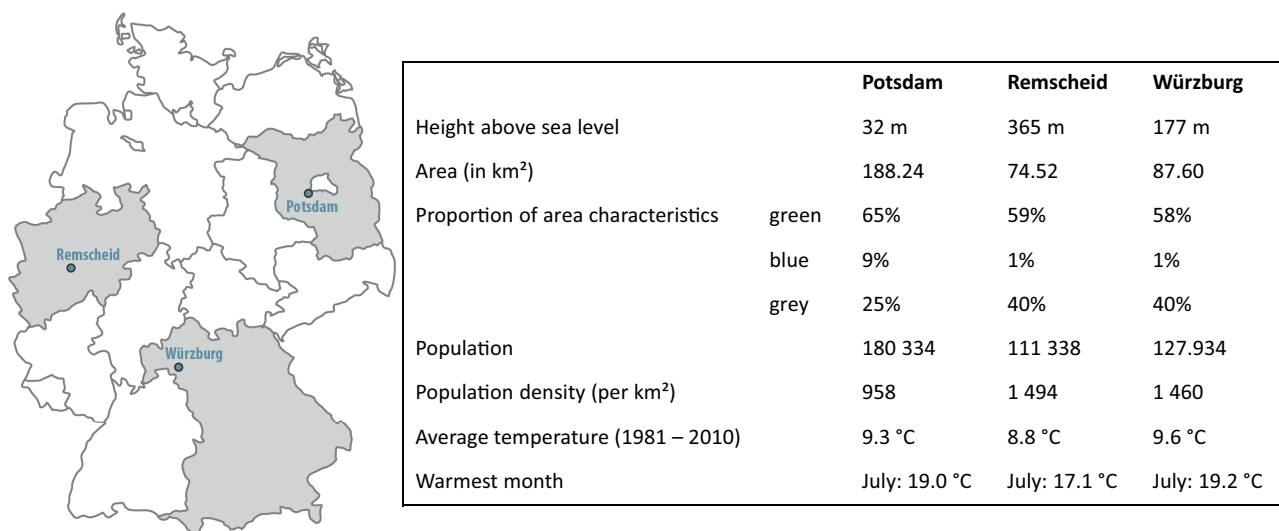 Potsdam
Remscheid
Würzburg
Potsdam Remscheid Würzburg
Height above sea level 32 m 365 m 177 m
Area (in km²) 188.24 74.52 87.60
Proportion of area characteristics green 65% 59% 58%
blue 9% 1% 1%
grey 25% 40% 40%
Population 180 334 111 338 127.934
Population density (per km²) 958 1 494 1 460
Average temperature (1981 – 2010) 9.3 °C 8.8 °C 9.6 °C
Warmest month July: 19.0 °C July: 17.1 °C July: 19.2 °C